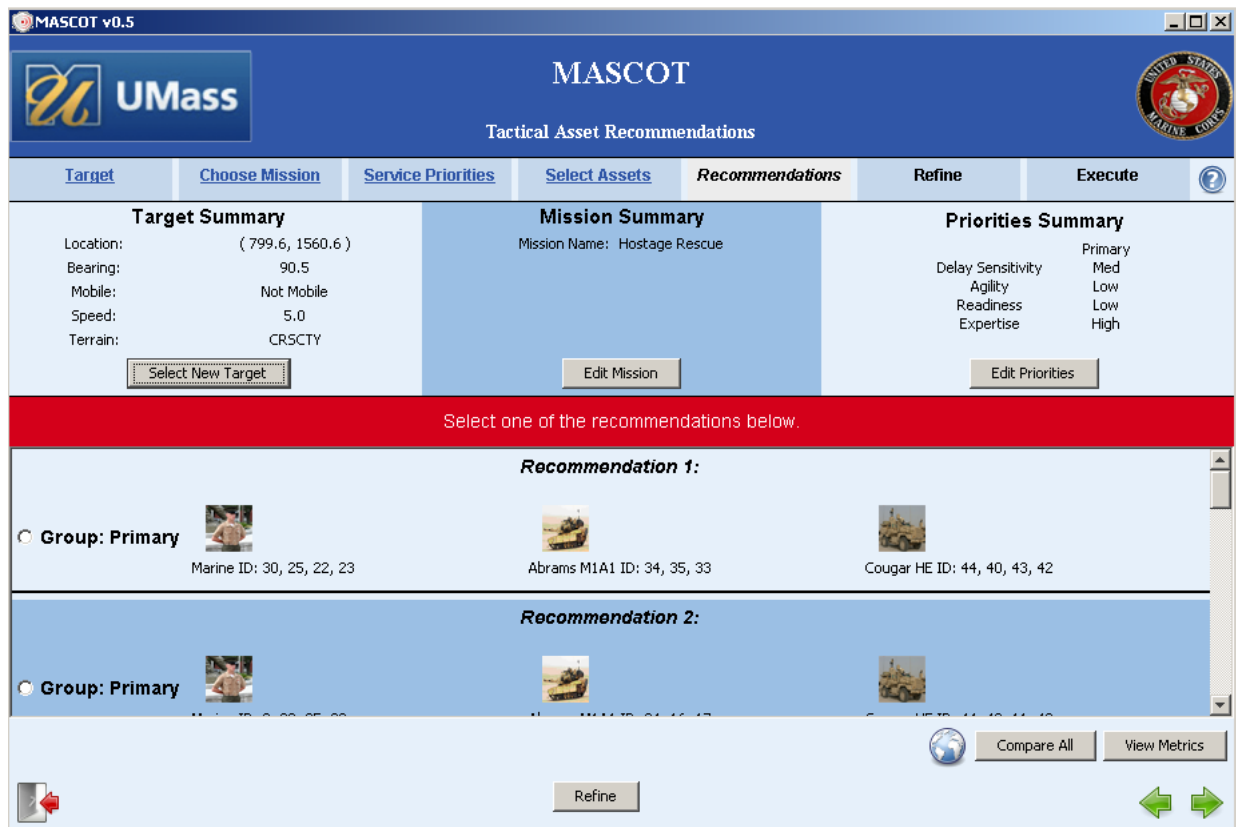 MASCOT v0.5
UMass
MASCOT
Tactical Asset Recommendations
UNITED STATES
MARINE CORPS
Target Choose Mission Service Priorities Select Assets Recommendations Refine Execute
Target Summary
Location: ( 799.6, 1560.6 )
Bearing: 90.5
Mobile: Not Mobile
Speed: 5.0
Terrain: CRSCTY
Select New Target
Mission Summary
Mission Name: Hostage Rescue
Edit Mission
Priorities Summary
Primary
Delay Sensitivity Med
Agility Low
Readiness Low
Expertise High
Edit Priorities
Select one of the recommendations below.
Recommendation 1:
Group: Primary
Marine ID: 30, 25, 22, 23
Abrams M1A1 ID: 34, 35, 33
Cougar HE ID: 44, 40, 43, 42
Recommendation 2:
Group: Primary
Compare All View Metrics
Refine